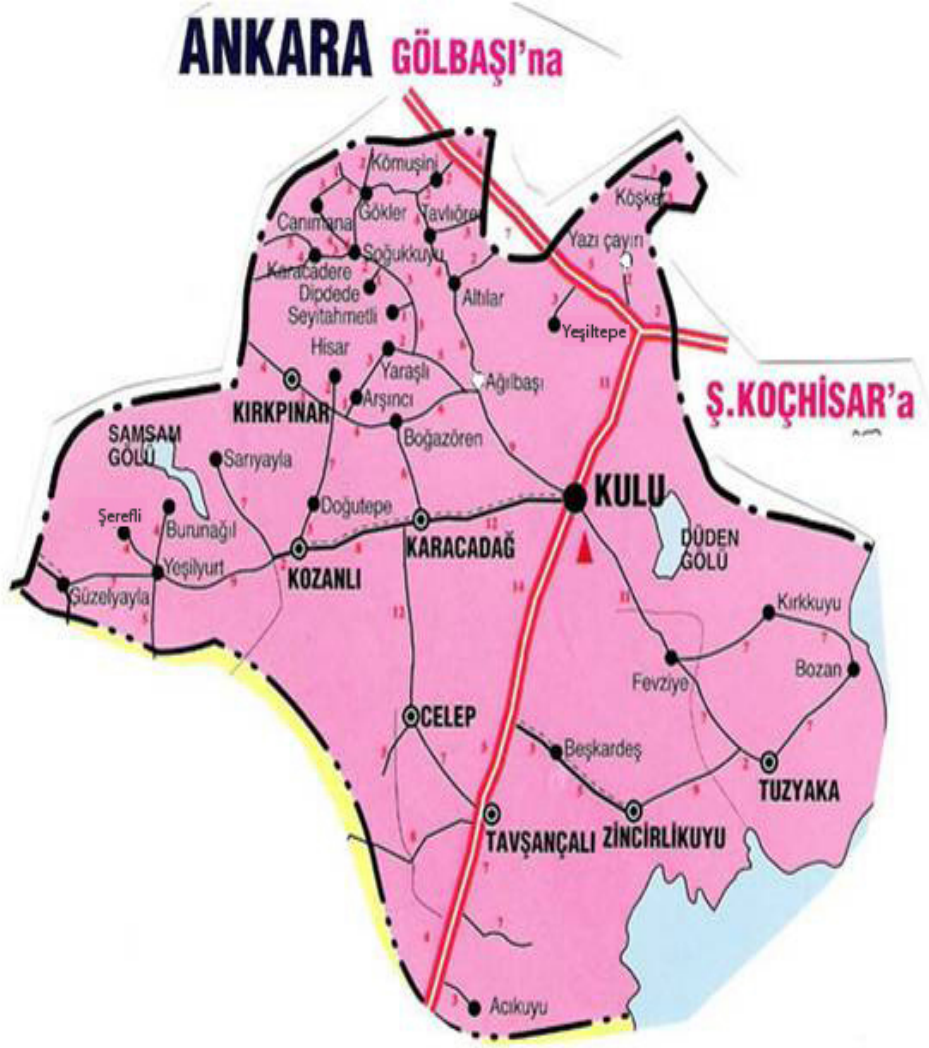 ANKARA GÖLBAŞI'na
Kömuşini
Köşker
Gökler
Tavlıören
Canımana
Yazı çayırı
Soğukkuyu
Karacadere
Dipdede
Altılar
Seyitahmetli
Yeşiltepe
Hisar
Yaraşlı
Ağılbaşı
Arşıncı
KIRKPINAR
Ş.KOÇHİSAR'a
Boğazören
SAMSAM
GÖLÜ
Sarıyayla
KULU
Doğutepe
Şerefli
Burunağıl
KARACADAĞ
DÜDEN
GÖLÜ
KOZANLI
Yeşilyurt
Güzelyayla
Kırkkuyu
Fevziye
Bozan
CELEP
Beşkardeş
TUZYAKA
TAVŞANÇALI
ZİNCİRLİKUYU
Acıkuyu